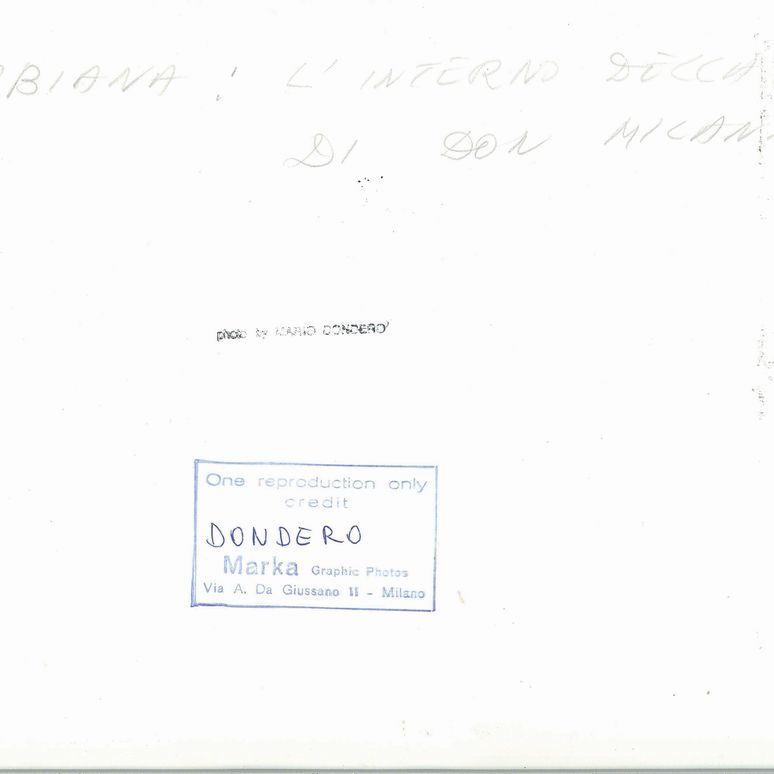 RBIANA : L' INTERNO DELLA
DI DON MILAN
photo by MARIO DONDERO
One reproduction only
credit
DONDERO
Marka Graphic Photos
Via A. Da Giussano 11 - Milano